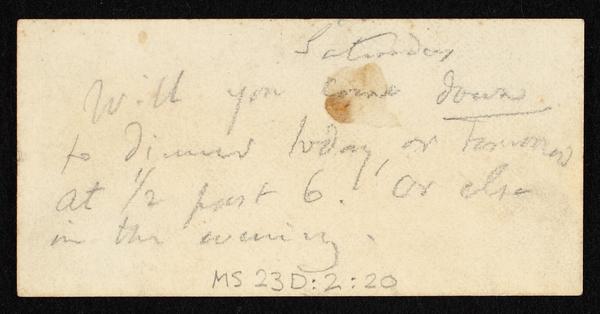 Saturday
Will you come down
to dinner today, or tomorrow
at 1/2 past 6. Or else
in the evening.
MS 23D:2:20